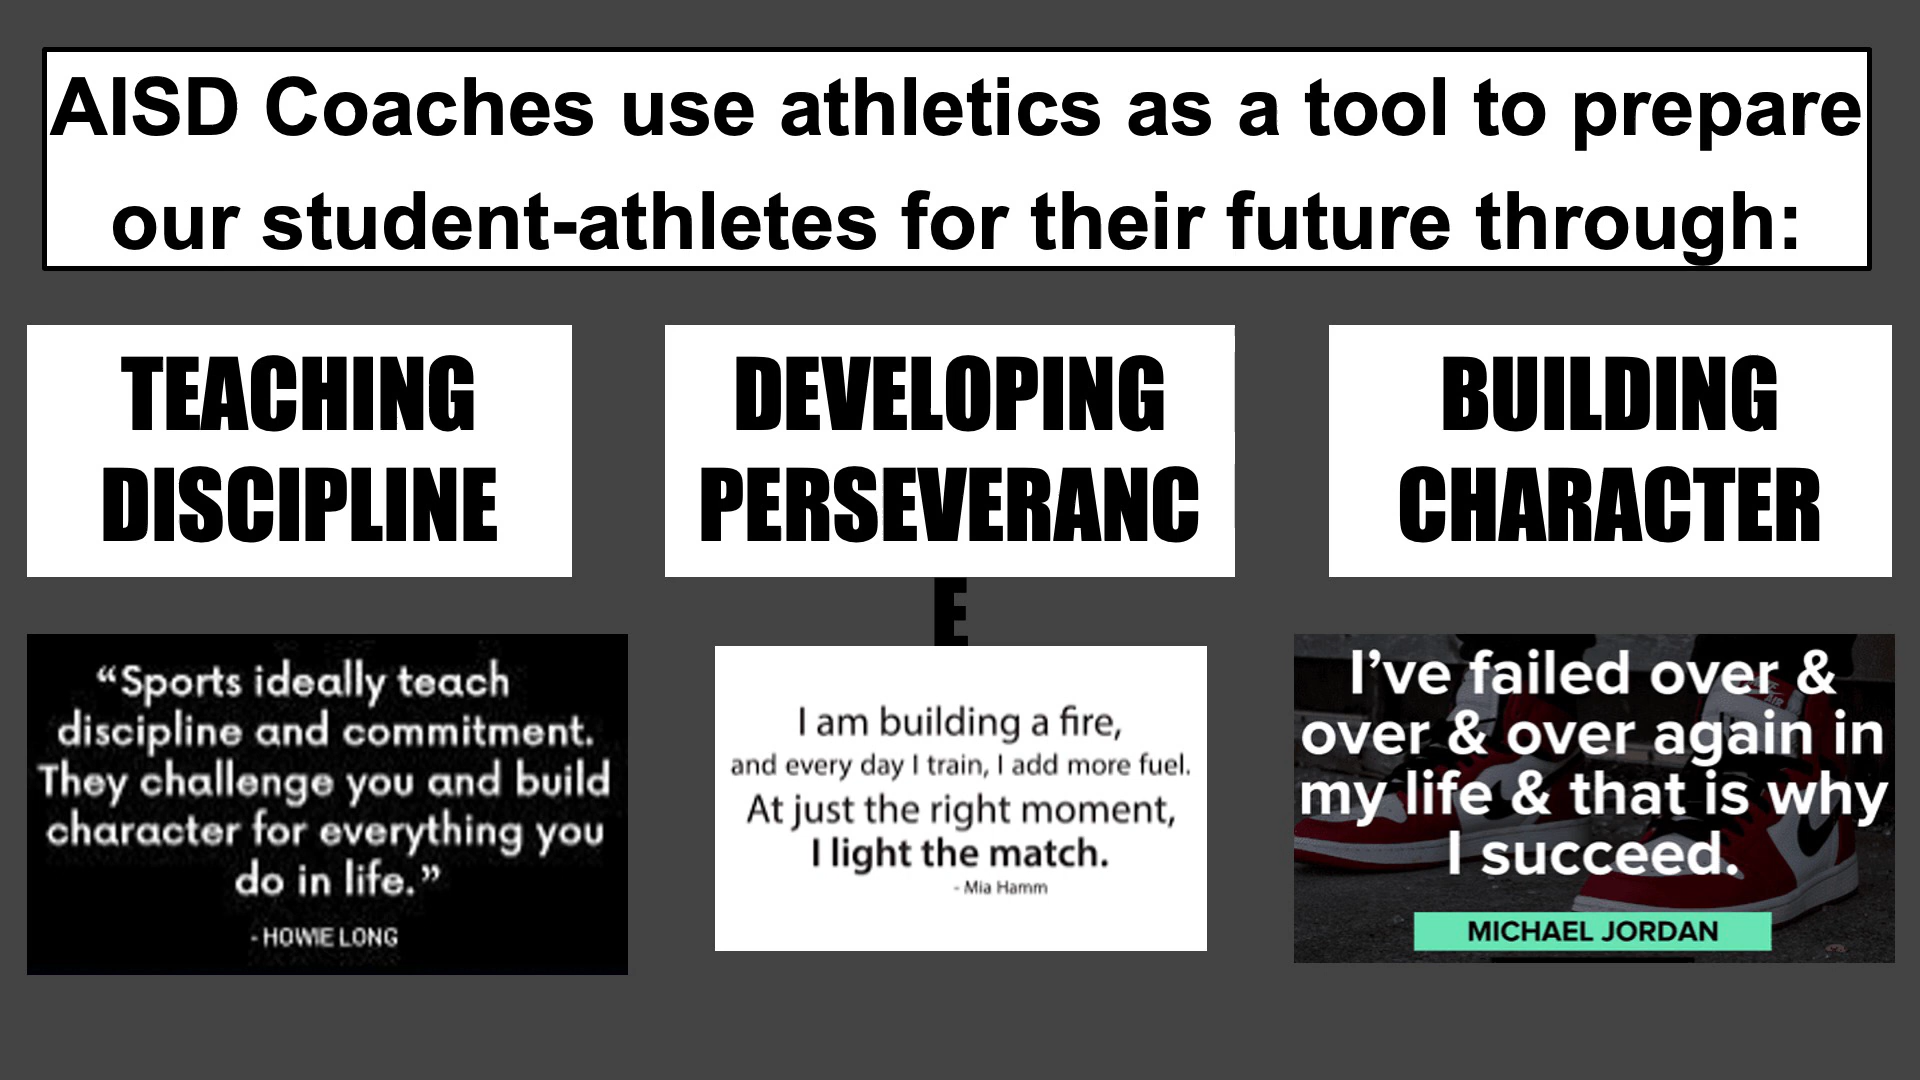 AISD Coaches use athletics as a tool to prepare
our student-athletes for their future through:
TEACHING
DISCIPLINE
DEVELOPING
PERSEVERANC
E
BUILDING
CHARACTER
“Sports ideally teach
discipline and commitment.
They challenge you and build
character for everything you
do in life.”
- HOWIE LONG
I am building a fire,
and every day I train, I add more fuel.
At just the right moment,
I light the match.
- Mia Hamm
I’ve failed over &
over & over again in
my life & that is why
I succeed.
MICHAEL JORDAN